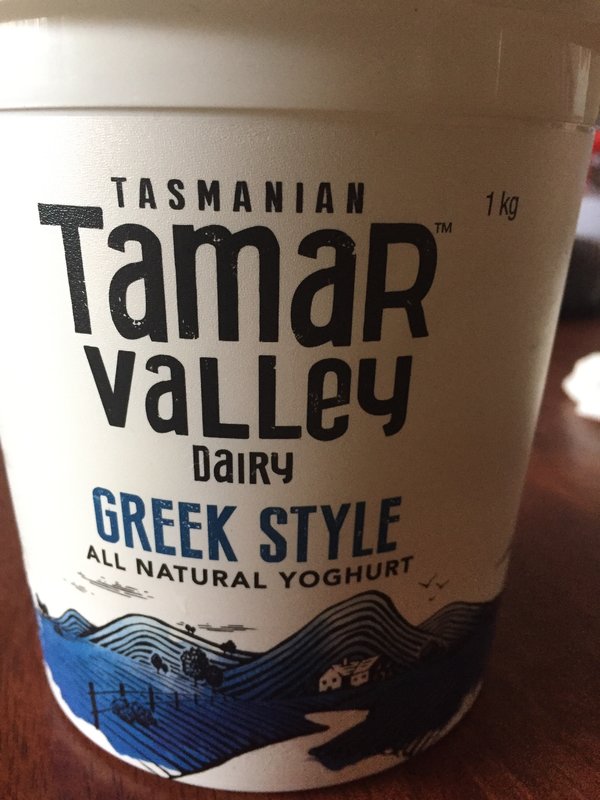 TASMANIAN
TamaR™
1 kg
vaLLey
DaiRy
GREEK STYLE
ALL NATURAL YOGHURT